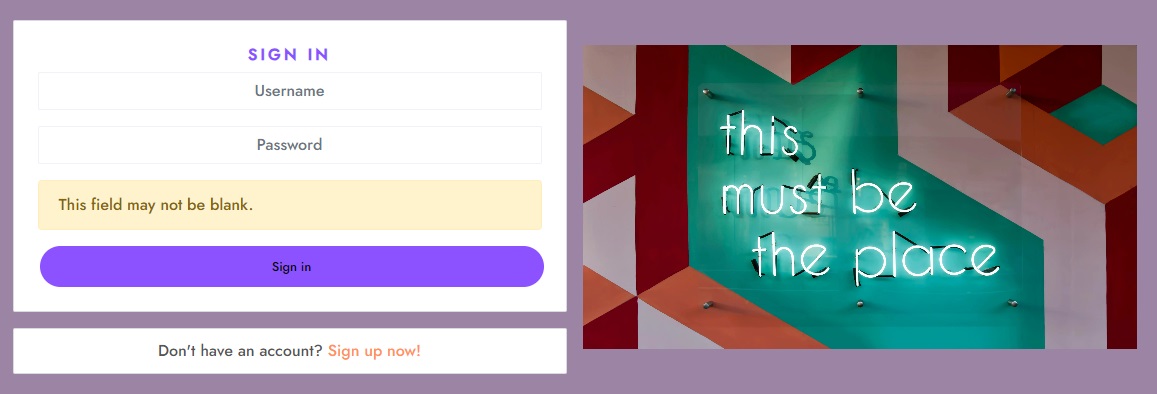 SIGN IN
Username
Password
This field may not be blank.
Sign in
Don't have an account? Sign up now!
this
must be
the place